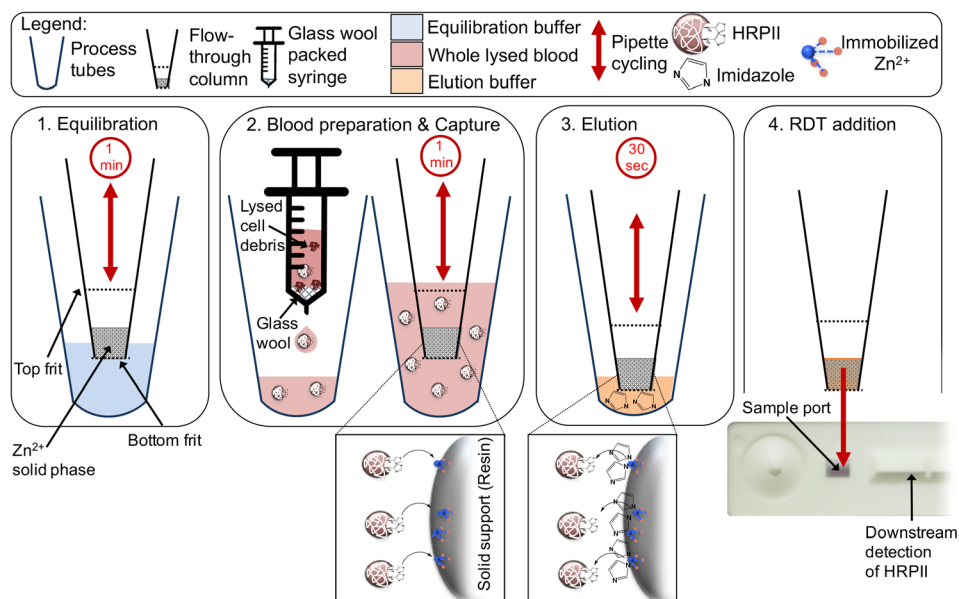 Legend:
Process
tubes
Flow-
through
column
Glass wool
packed
syringe
Equilibration buffer
Whole lysed blood
Elution buffer
Pipette
cycling
HRPII
Imidazole
Immobilized
Zn²⁺
N
N
1. Equilibration
1
min
Top frit
Zn²⁺
solid phase
Bottom frit
2. Blood preparation & Capture
Lysed
cell
debris
Glass
wool
1
min
Solid support (Resin)
3. Elution
30
sec
Solid support (Resin)
4. RDT addition
Sample port
Downstream
detection
of HRPII